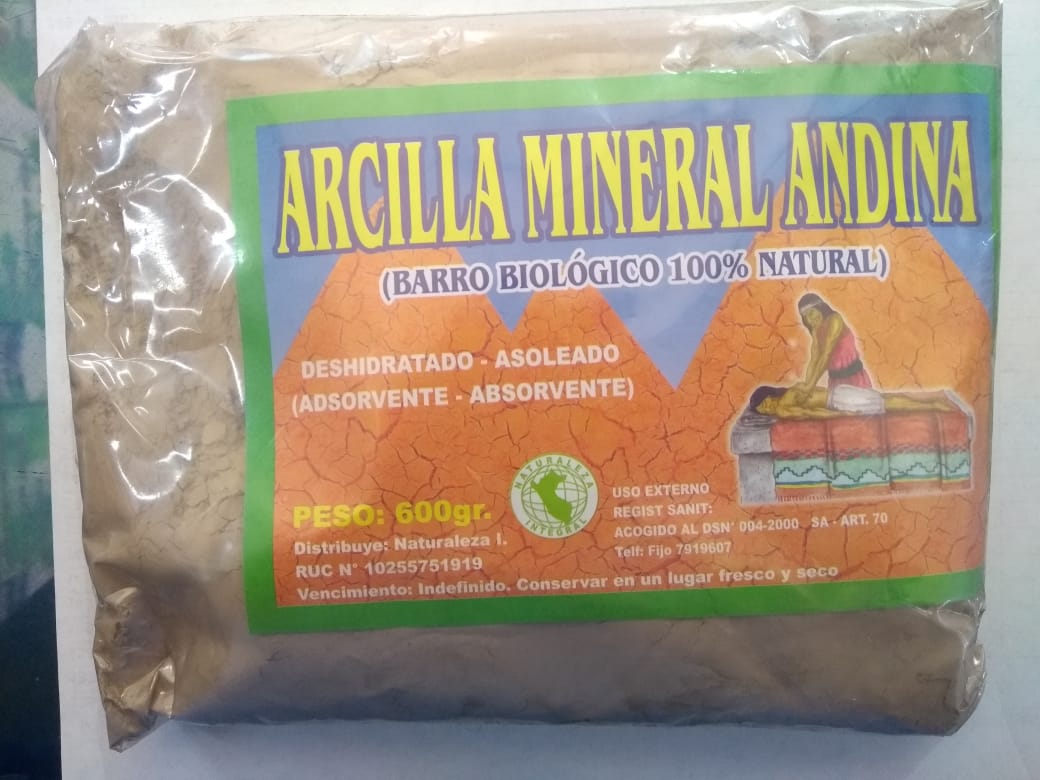 ARCILLA MINERAL ANDINA
(BARRO BIOLÓGICO 100% NATURAL)
DESHIDRATADO - ASOLEADO
(ADSORVENTE - ABSORVENTE)
NATURALEZA
INTEGRAL
PESO: 600gr.
Distribuye: Naturaleza I.
RUC N° 10255751919
Vencimiento: Indefinido. Conservar en un lugar fresco y seco
USO EXTERNO
REGIST SANIT:
ACOGIDO AL DSN° 004-2000 SA - ART. 70
Telf: Fijo 7919607